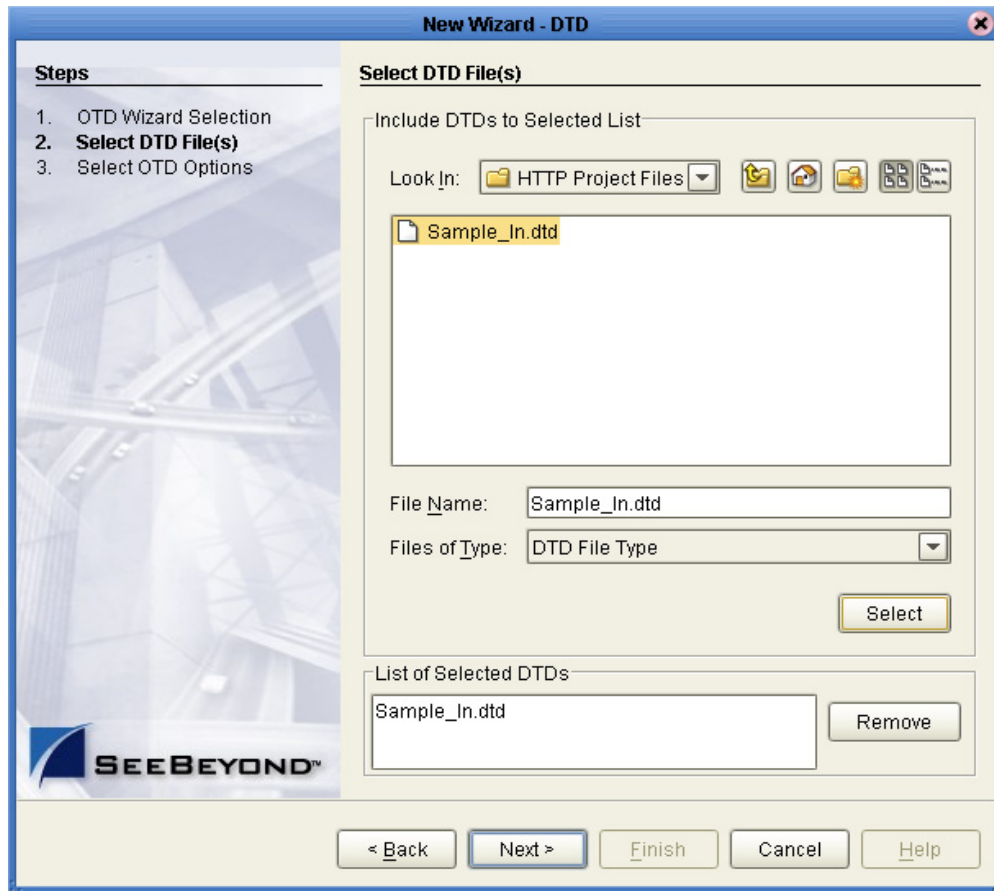 New Wizard - DTD
Steps
1. OTD Wizard Selection
2. Select DTD File(s)
3. Select OTD Options
Select DTD File(s)
Include DTDs to Selected List
Look In: HTTP Project Files
Sample_In.dtd
File Name: Sample_In.dtd
Files of Type: DTD File Type
Select
List of Selected DTDs
Sample_In.dtd
Remove
SEEBEYOND™
< Back Next > Finish Cancel Help